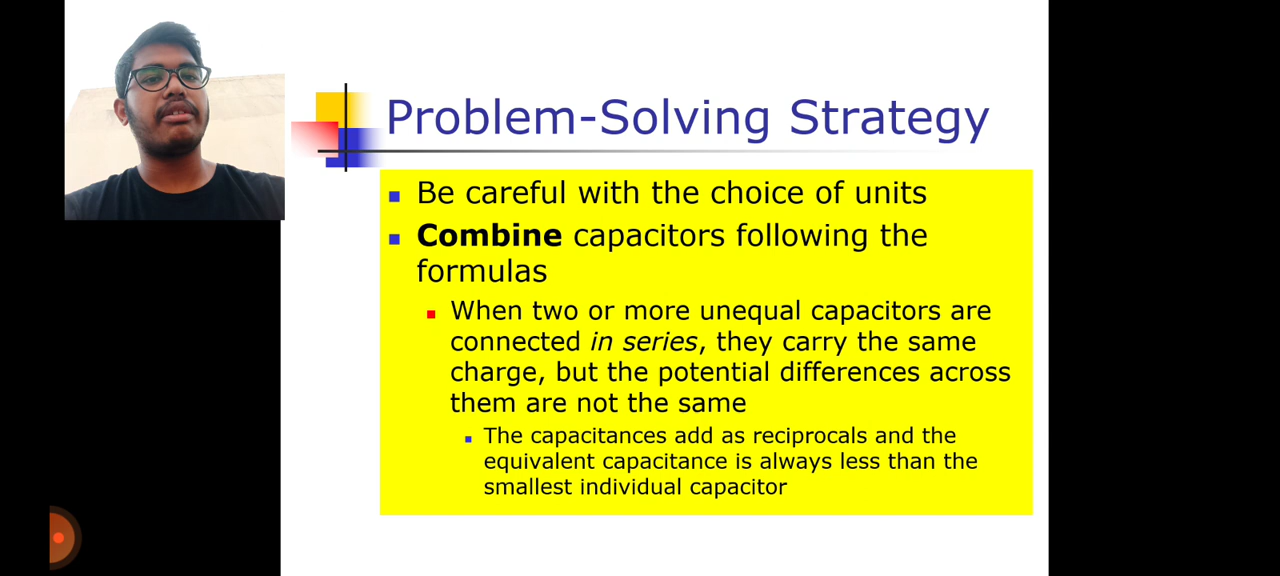 Problem-Solving Strategy
Be careful with the choice of units
Combine capacitors following the
formulas
When two or more unequal capacitors are
connected in series, they carry the same
charge, but the potential differences across
them are not the same
The capacitances add as reciprocals and the
equivalent capacitance is always less than the
smallest individual capacitor